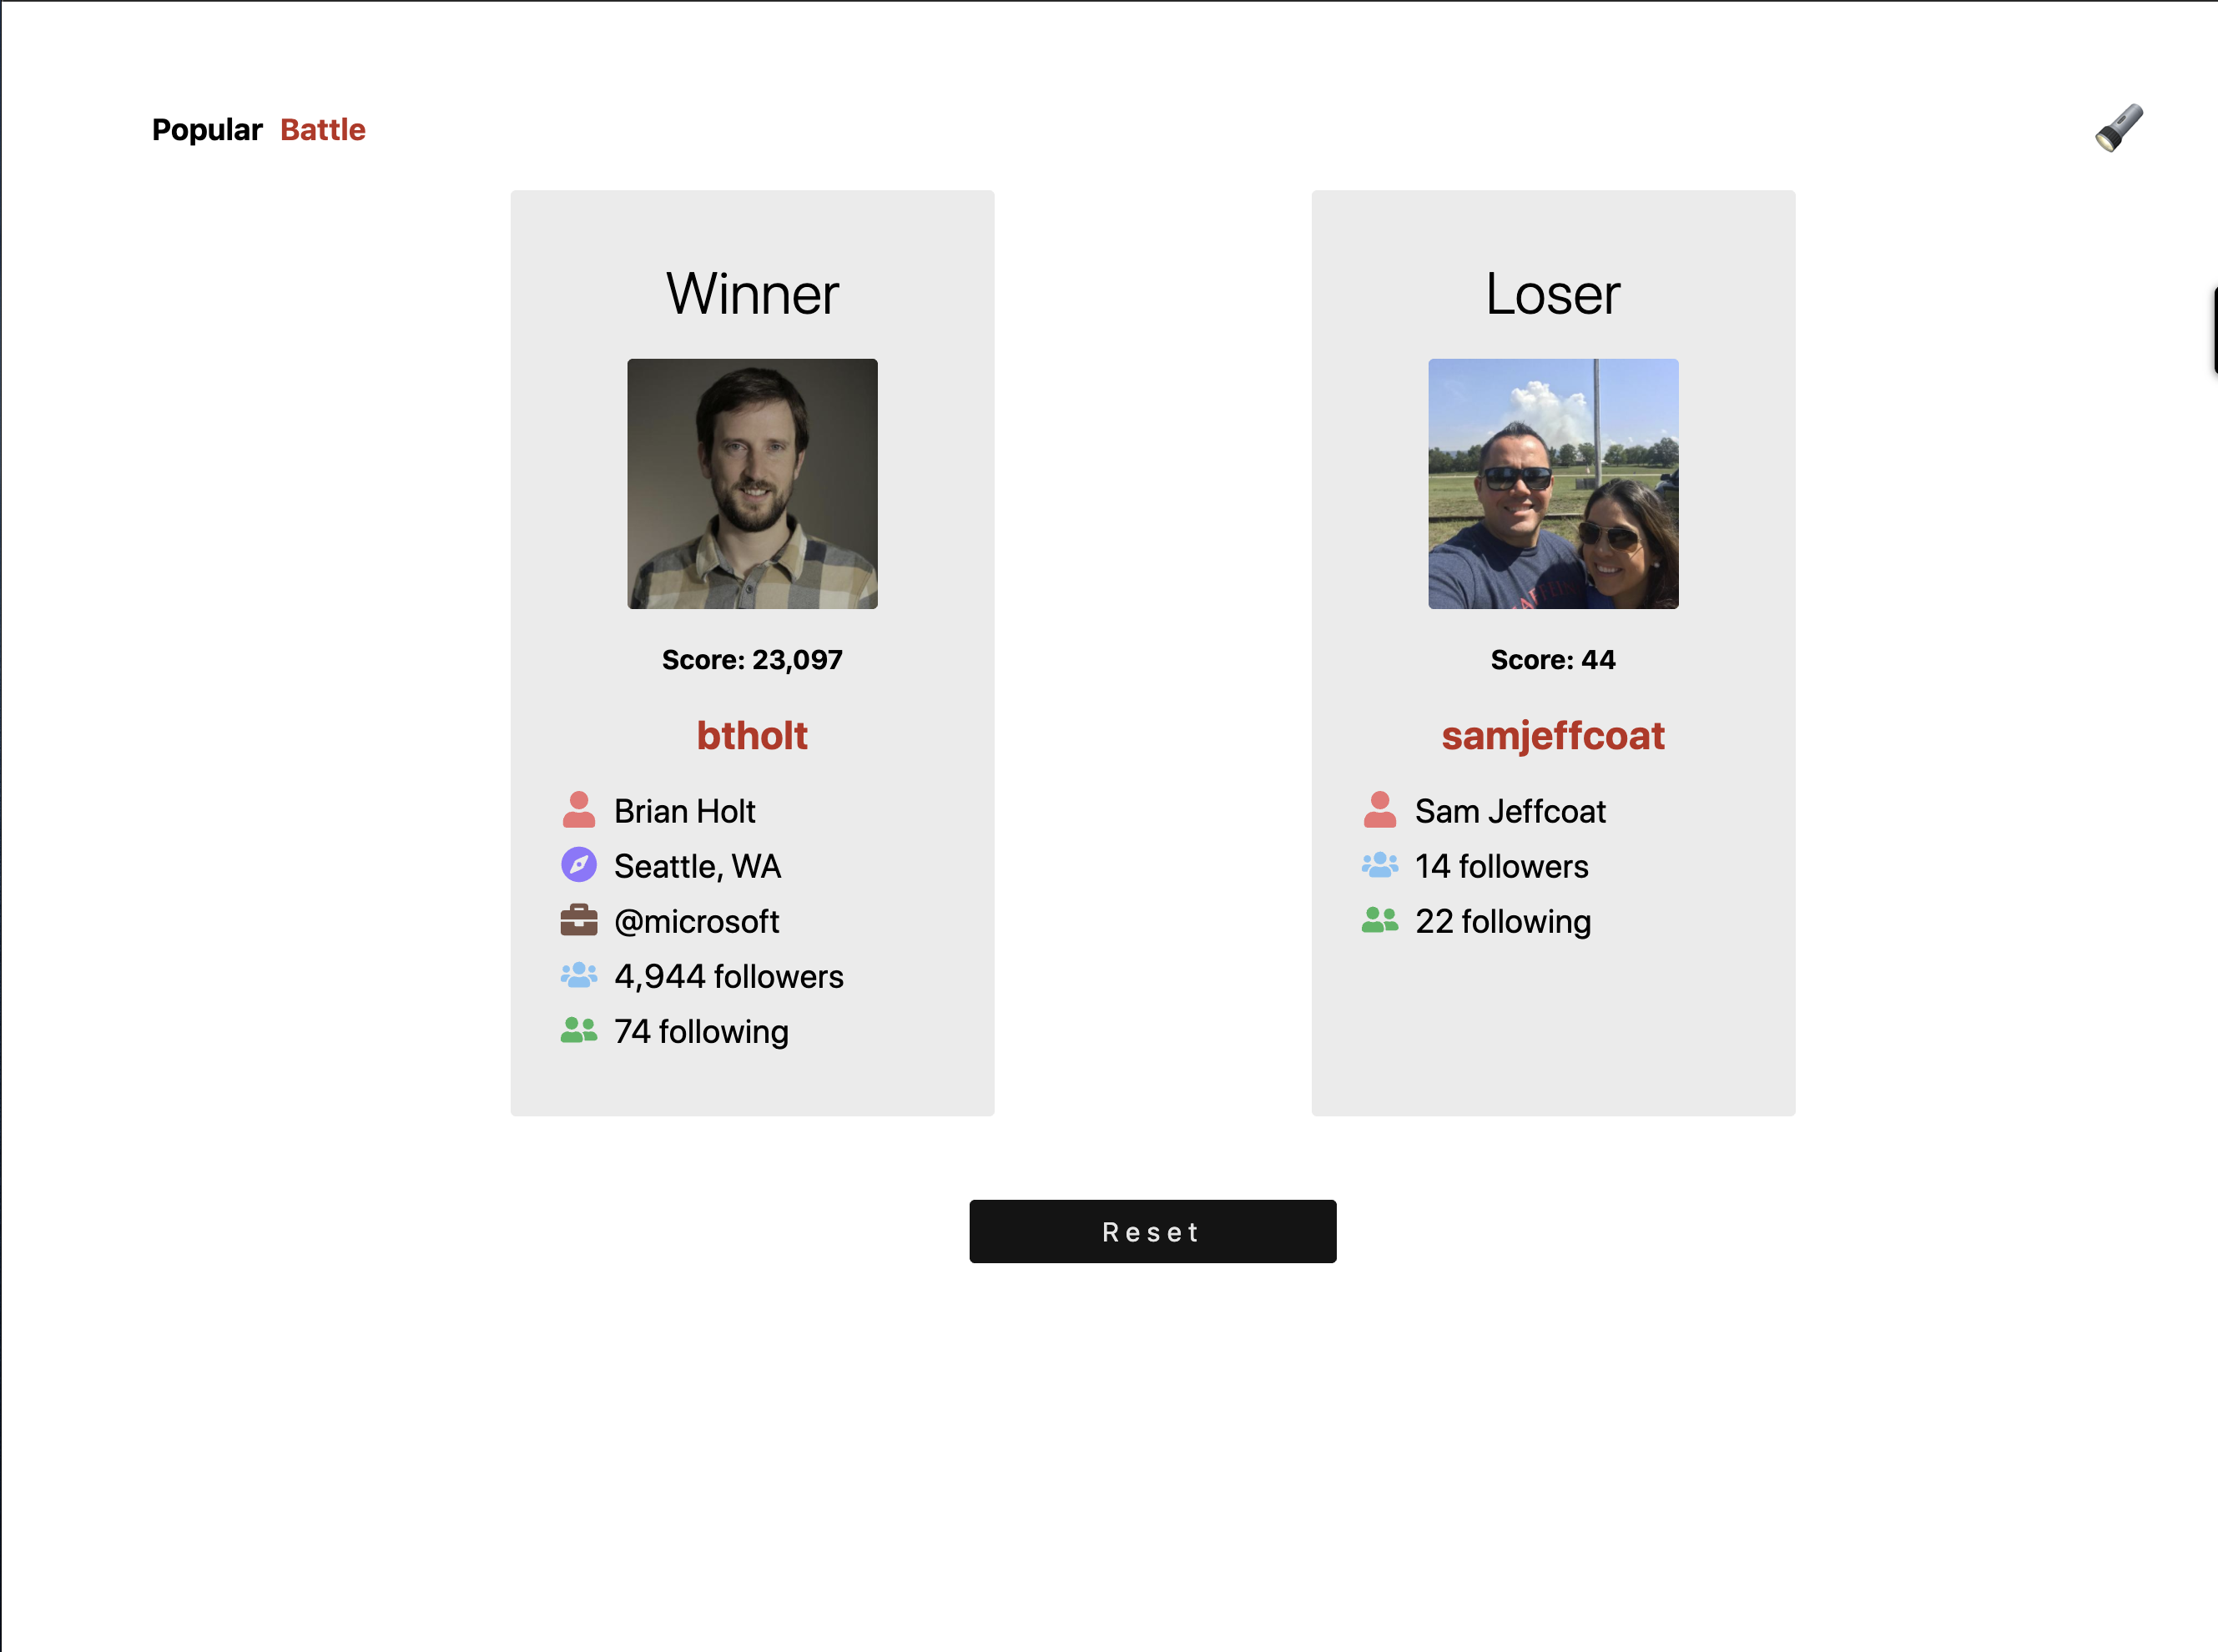 Popular Battle
Winner
Score: 23,097
btholt
Brian Holt
Seattle, WA
@microsoft
4,944 followers
74 following
Loser
Score: 44
samjeffcoat
Sam Jeffcoat
14 followers
22 following
Reset